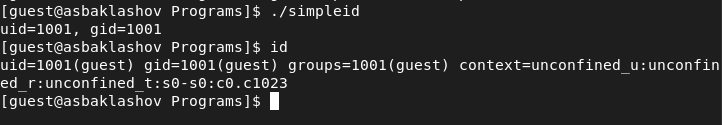 [guest@asbaklashov Programs]$ ./simpleid
uid=1001, gid=1001
[guest@asbaklashov Programs]$ id
uid=1001(guest) gid=1001(guest) groups=1001(guest) context=unconfined_u:unconfin
ed_r:unconfined_t:s0-s0:c0.c1023
[guest@asbaklashov Programs]$